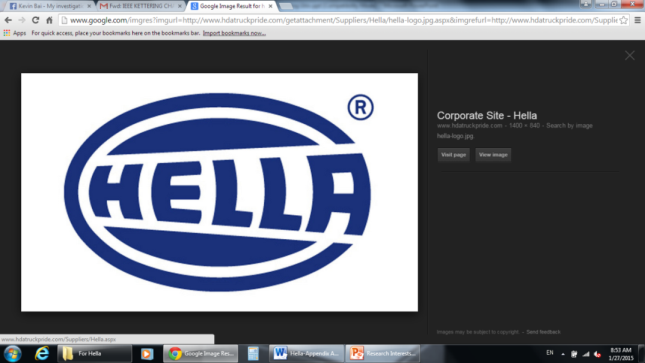 Kevin Bai - My investigat
Fwd: IEEE KETTERING CH
Google Image Result for h
www.google.com/imgres?imgurl=http://www.hdatruckpride.com/getattachment/Suppliers/Hella/hella-logo.jpg.aspx&imgrefurl=http://www.hdatruckpride.com/Supplie
Apps For quick access, place your bookmarks here on the bookmarks bar. Import bookmarks now...
HELLA ®
Corporate Site - Hella
www.hdatruckpride.com - 1400 × 840 - Search by image
hella-logo.jpg
Visit page View image
Images may be subject to copyright. - Send feedback
www.hdatruckpride.com/Suppliers/Hella.aspx
For Hella
Google Image Res...
Hella-Appendix A...
Research Interests...
EN
8:53 AM
1/27/2015